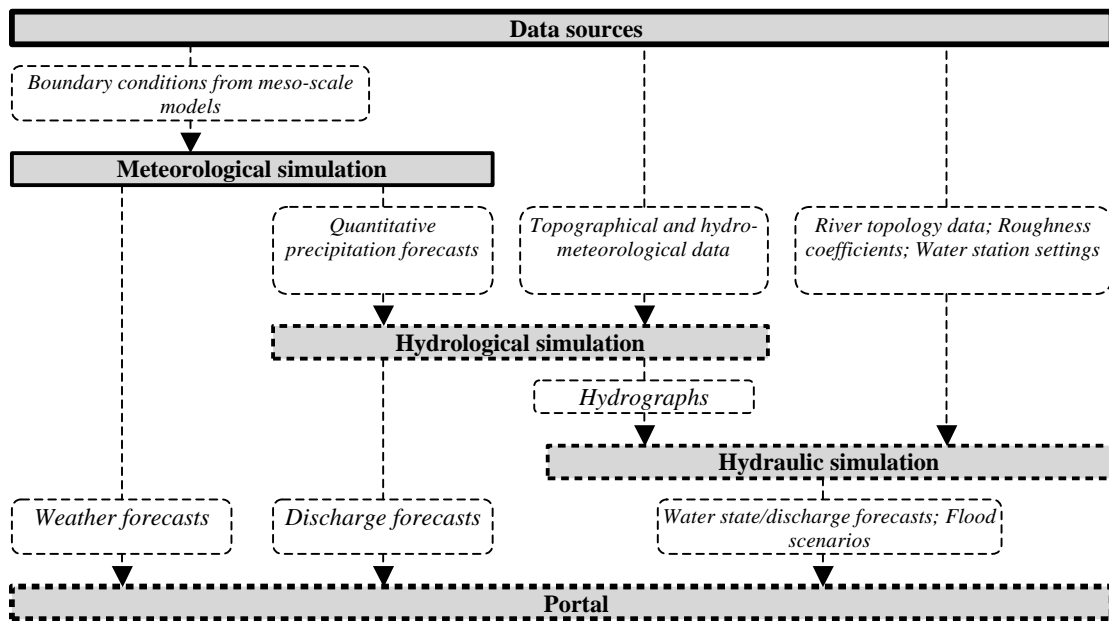 Data sources
Boundary conditions from meso-scale
models
Meteorological simulation
Quantitative
precipitation forecasts
Topographical and hydro-
meteorological data
River topology data; Roughness
coefficients; Water station settings
Hydrological simulation
Hydrographs
Hydraulic simulation
Weather forecasts
Discharge forecasts
Water state/discharge forecasts; Flood
scenarios
Portal